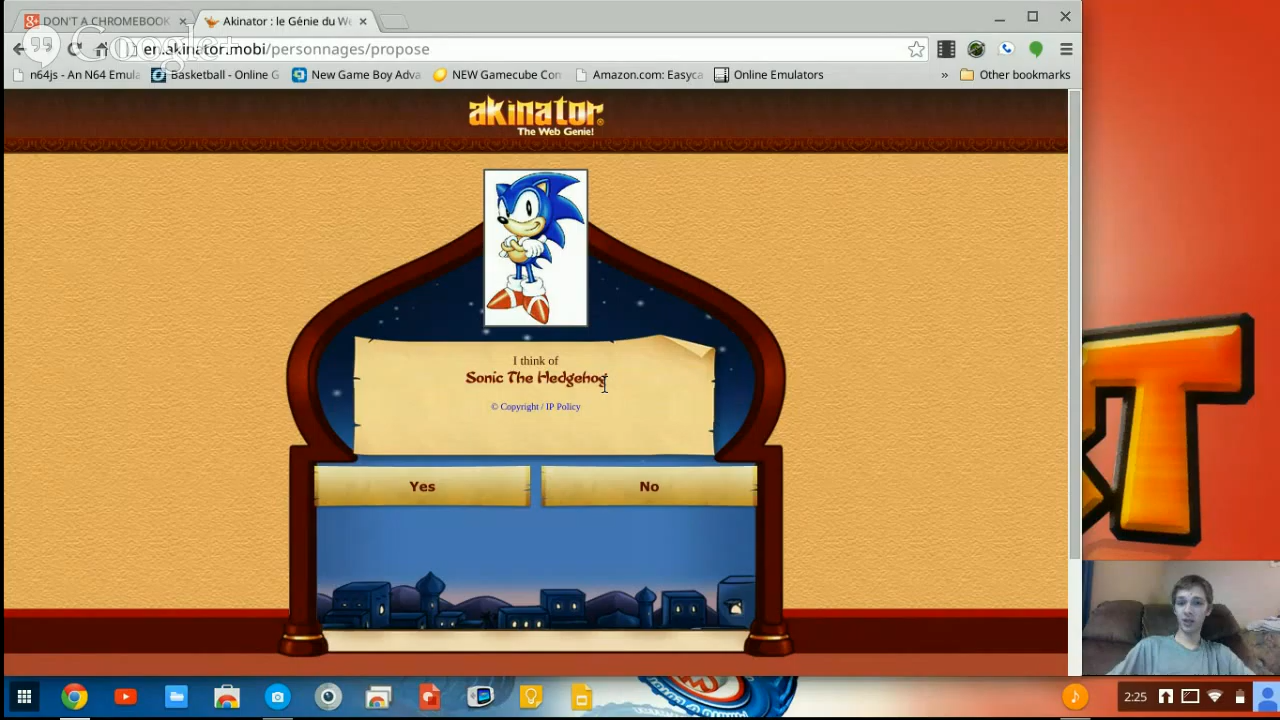 DON'T A CHROMEBOOK
Akinator : le Génie du We
Google+
en.akinator.mobi/personnages/propose
n64js - An N64 Emula
Basketball - Online G
New Game Boy Adva
NEW Gamecube Con
Amazon.com: Easyca
Online Emulators
»
Other bookmarks
akinator®
The Web Genie!
I think of
Sonic The Hedgehog
© Copyright / IP Policy
Yes
No
T
2:25